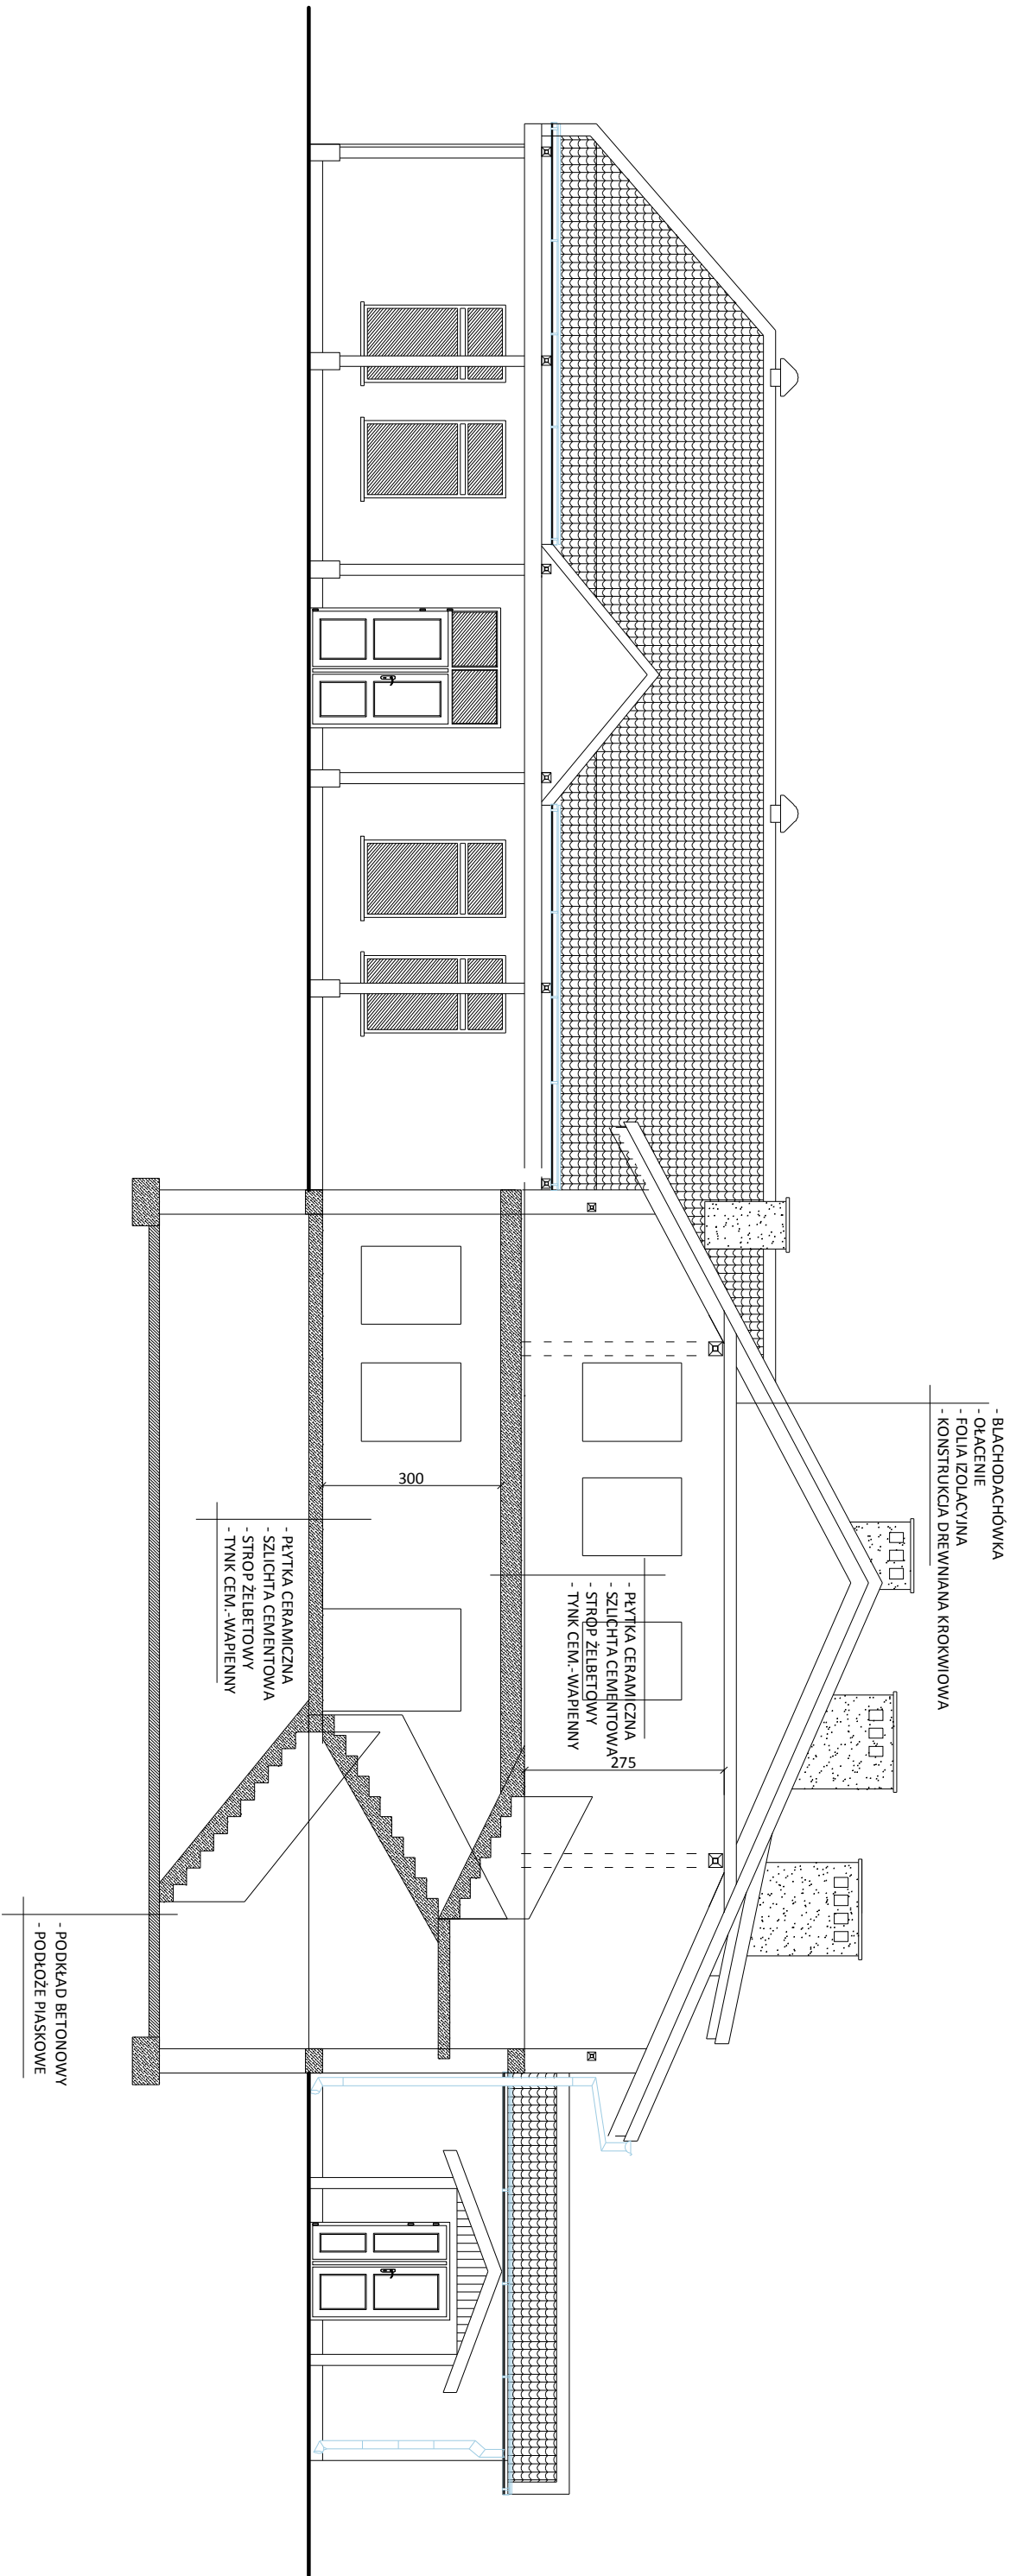 - BLACHODACHÓWKA
- OŁACENIE
- FOLIA IZOLACYJNA
- KONSTRUKCJA DREWNIANA KROKWIOWA
300
- PŁYTKA CERAMICZNA
- SZLICHTA CEMENTOWA
- STROP ŻELBETOWY
- TYNK CEM.-WAPIENNY
275
- PŁYTKA CERAMICZNA
- SZLICHTA CEMENTOWA
- STROP ŻELBETOWY
- TYNK CEM.-WAPIENNY
- PODKŁAD BETONOWY
- PODŁOŻE PIASKOWE